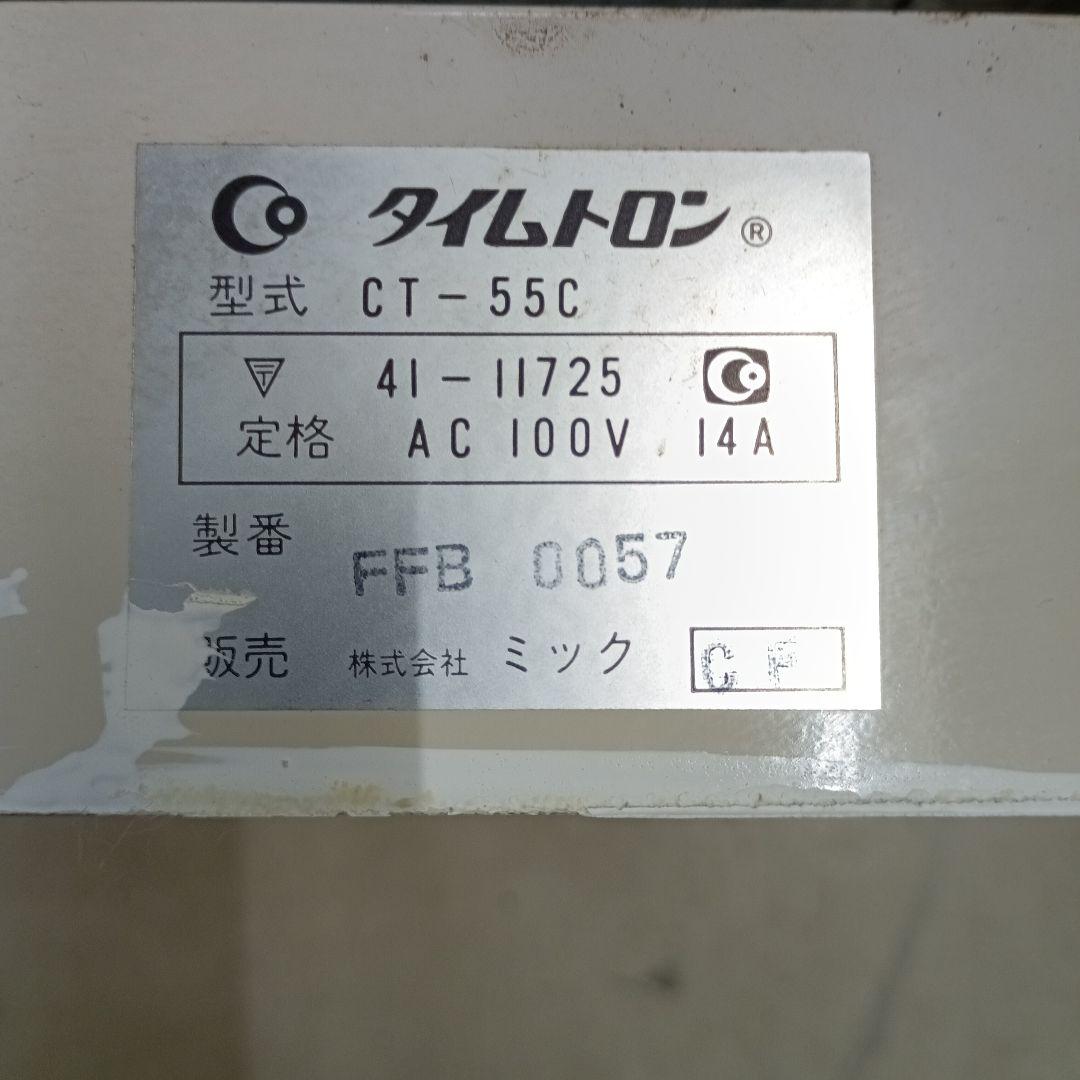 タイムトロン®
型式 CT-55C
〒 41-11725
定格 AC 100V 14A
製番 FFB 0057
販売 株式会社 ミック CF